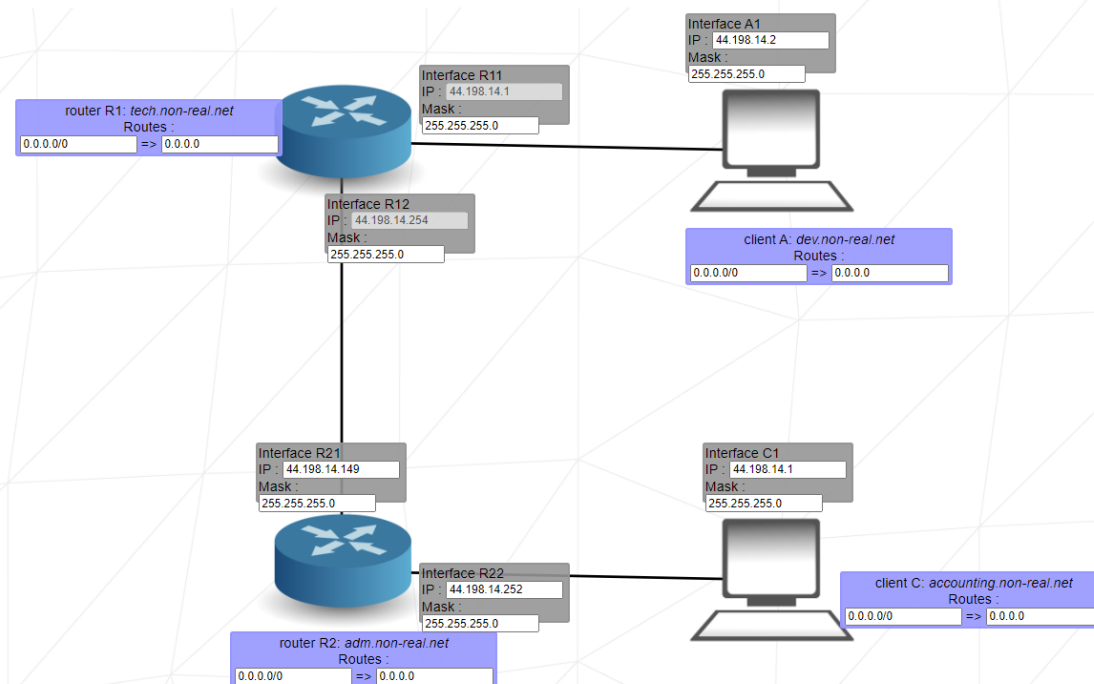 Interface A1
IP : 44.198.14.2
Mask :
255.255.255.0
Interface R11
IP : 44.198.14.1
Mask :
255.255.255.0
router R1: tech.non-real.net
Routes :
0.0.0.0/0 => 0.0.0.0
Interface R12
IP : 44.198.14.254
Mask :
255.255.255.0
client A: dev.non-real.net
Routes :
0.0.0.0/0 => 0.0.0.0
Interface R21
IP : 44.198.14.149
Mask :
255.255.255.0
Interface C1
IP : 44.198.14.1
Mask :
255.255.255.0
Interface R22
IP : 44.198.14.252
Mask :
255.255.255.0
client C: accounting.non-real.net
Routes :
0.0.0.0/0 => 0.0.0.0
router R2: adm.non-real.net
Routes :
0.0.0.0/0 => 0.0.0.0